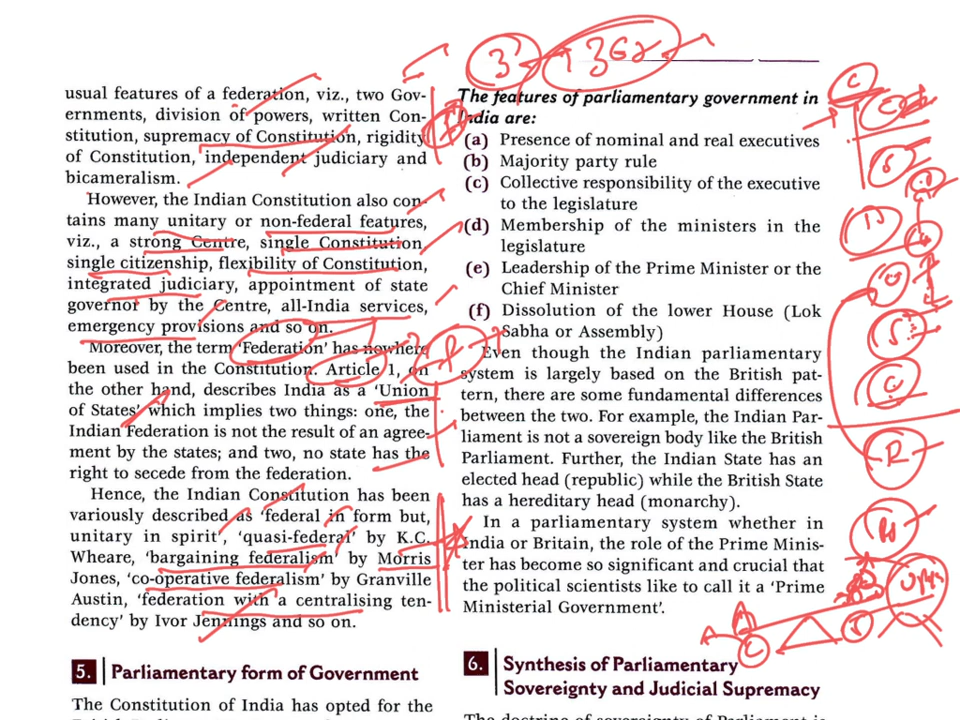 usual features of a federation, viz., two Gov-
ernments, division of powers, written Con-
stitution, supremacy of Constitution, rigidity
of Constitution, independent judiciary and
bicameralism.
However, the Indian Constitution also con-
tains many unitary or non-federal features,
viz., a strong Centre, single Constitution,
single citizenship, flexibility of Constitution,
integrated judiciary, appointment of state
governor by the Centre, all-India services,
emergency provisions and so on.
Moreover, the term 'Federation' has nowhere
been used in the Constitution. Article 1, on
the other hand, describes India as a 'Union
of States' which implies two things: one, the
Indian Federation is not the result of an agree-
ment by the states; and two, no state has the
right to secede from the federation.
Hence, the Indian Constitution has been
variously described as 'federal in form but,
unitary in spirit', 'quasi-federal' by K.C.
Wheare, 'bargaining federalism' by Morris
Jones, 'co-operative federalism' by Granville
Austin, 'federation with a centralising ten-
dency' by Ivor Jennings and so on.
5. Parliamentary form of Government
The Constitution of India has opted for the
3
The features of parliamentary government in
India are:
(a) Presence of nominal and real executives
(b) Majority party rule
(c) Collective responsibility of the executive
to the legislature
(d) Membership of the ministers in the
legislature
(e) Leadership of the Prime Minister or the
Chief Minister
(f) Dissolution of the lower House (Lok
Sabha or Assembly)
Even though the Indian parliamentary
system is largely based on the British pat-
tern, there are some fundamental differences
between the two. For example, the Indian Par-
liament is not a sovereign body like the British
Parliament. Further, the Indian State has an
elected head (republic) while the British State
has a hereditary head (monarchy).
In a parliamentary system whether in
India or Britain, the role of the Prime Minis-
ter has become so significant and crucial that
the political scientists like to call it a 'Prime
Ministerial Government'.
6. Synthesis of Parliamentary
Sovereignty and Judicial Supremacy
The doctrine of sovereignty of Parliament is